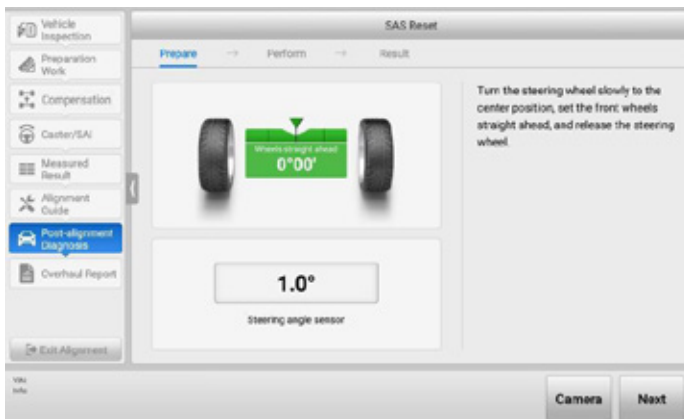 SAS Reset
Vehicle
Inspection
Preparation
Work
Compensation
Caster/SAI
Measured
Result
Alignment
Guide
Post-alignment
Diagnosis
Overhaul Report
Exit Alignment
Prepare → Perform → Result
Wheels straight ahead
0°00'
1.0°
Steering angle sensor
Turn the steering wheel slowly to the
center position, set the front wheels
straight ahead, and release the steering
wheel.
VIN:
Info:
Camera
Next